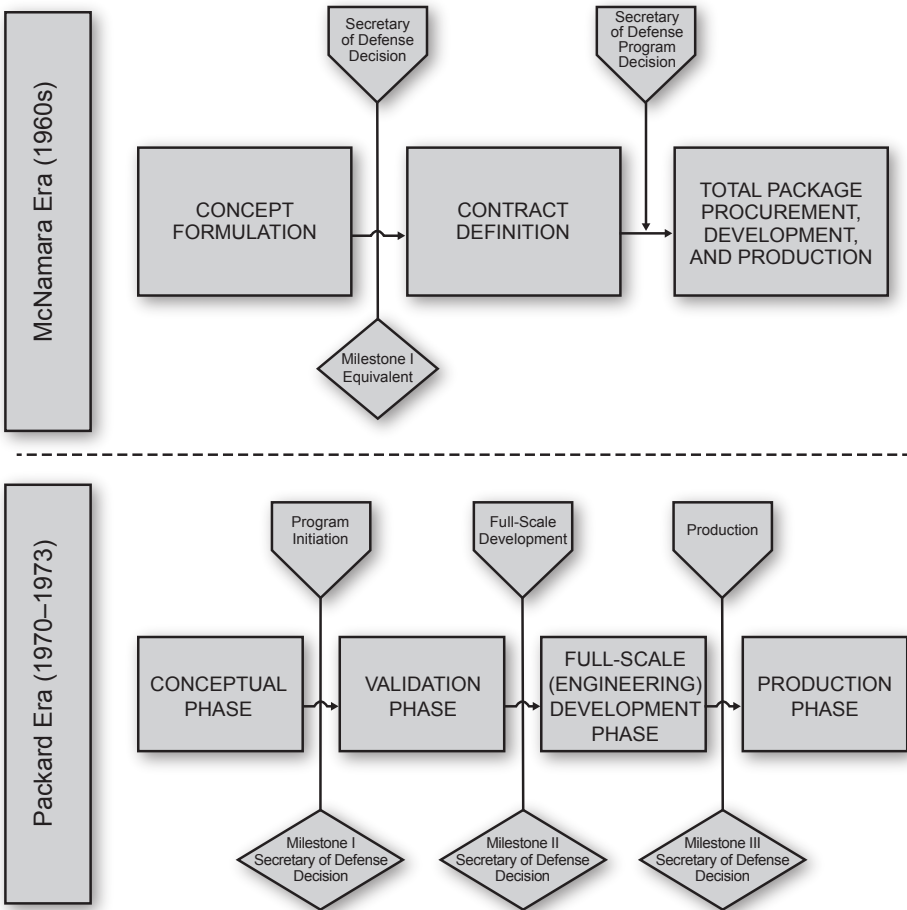 McNamara Era (1960s)
Secretary
of Defense
Decision
Secretary
of Defense
Program
Decision
CONCEPT
FORMULATION
CONTRACT
DEFINITION
TOTAL PACKAGE
PROCUREMENT,
DEVELOPMENT,
AND PRODUCTION
Milestone I
Equivalent
Packard Era (1970–1973)
Program
Initiation
Full-Scale
Development
Production
CONCEPTUAL
PHASE
VALIDATION
PHASE
FULL-SCALE
(ENGINEERING)
DEVELOPMENT
PHASE
PRODUCTION
PHASE
Milestone I
Secretary of Defense
Decision
Milestone II
Secretary of Defense
Decision
Milestone III
Secretary of Defense
Decision